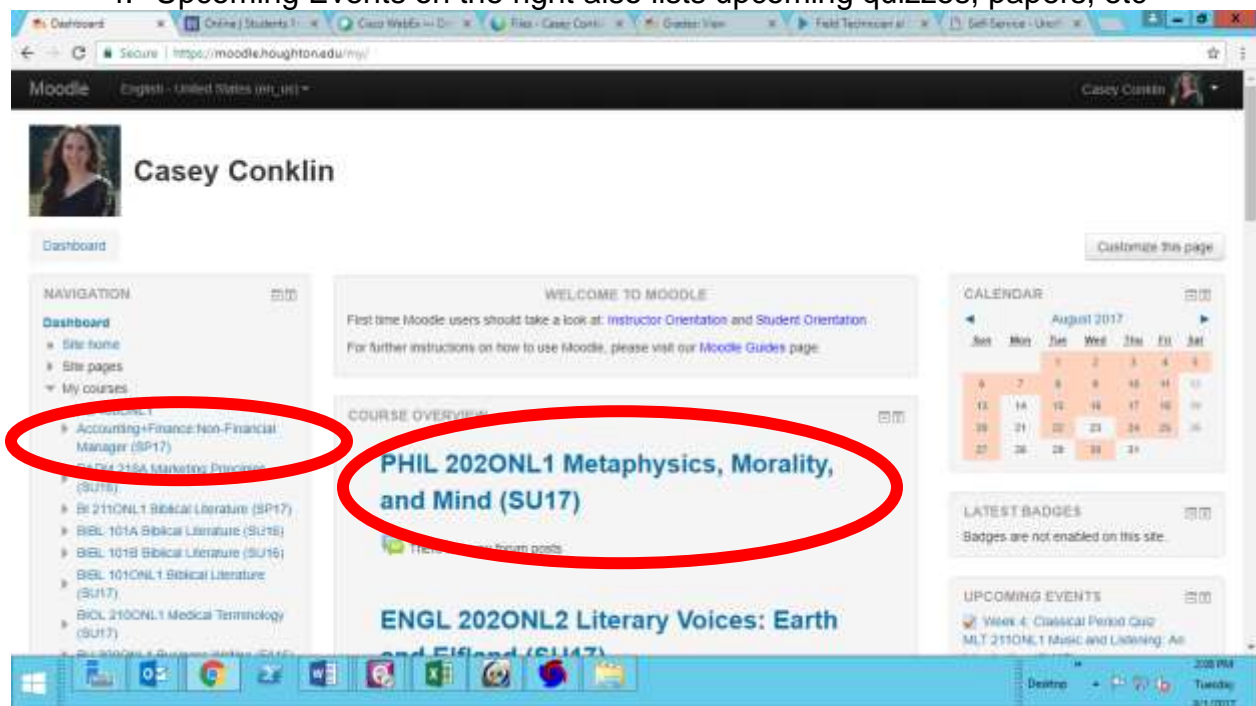 Upcoming Events on the right also lists upcoming quizzes, papers, etc
Dashboard
Online | Students
Cisco WebEx
Files - Casey Conkl
Grader View
Field Technician
Self-Service
Secure | https://moodle.houghton.edu/my/
Moodle English - United States (en_us)
Casey Conklin
Casey Conklin
Dashboard
Customize this page
NAVIGATION
Dashboard
Site home
Site pages
My courses
Accounting+Finance:Non-Financial
Manager (SP17)
218A Marketing Principles
(SU16)
BI 211ONL1 Biblical Literature (SP17)
BIBL 101A Biblical Literature (SU16)
BIBL 101B Biblical Literature (SU16)
BIBL 101ONL1 Biblical Literature
(SU17)
BIOL 210ONL1 Medical Terminology
(SU17)
WELCOME TO MOODLE
First time Moodle users should take a look at: Instructor Orientation and Student Orientation
For further instructions on how to use Moodle, please visit our Moodle Guides page.
COURSE OVERVIEW
PHIL 202ONL1 Metaphysics, Morality,
and Mind (SU17)
forum posts
ENGL 202ONL2 Literary Voices: Earth
and Elfland (SU17)
CALENDAR
August 2017
Sun Mon Tue Wed Thu Fri Sat
1 2 3 4 5
6 7 8 9 10 11 12
13 14 15 16 17 18 19
20 21 22 23 24 25 26
27 28 29 30 31
LATEST BADGES
Badges are not enabled on this site.
UPCOMING EVENTS
Week 4: Classical Period Quiz
MLT 211ONL1 Music and Listening: An
Desktop
2:08 PM
Tuesday
8/1/2017